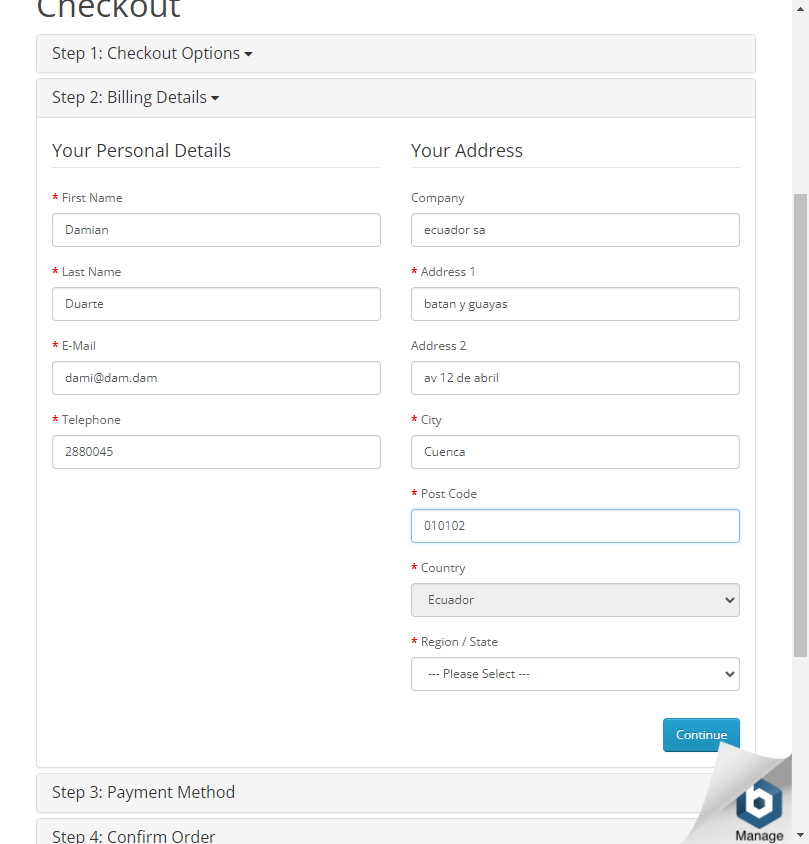 Checkout
Step 1: Checkout Options
Step 2: Billing Details
Your Personal Details
* First Name
Damian
* Last Name
Duarte
* E-Mail
dami@dam.dam
* Telephone
2880045
Your Address
Company
ecuador sa
* Address 1
batan y guayas
Address 2
av 12 de abril
* City
Cuenca
* Post Code
010102
* Country
Ecuador
* Region / State
--- Please Select ---
Continue
Step 3: Payment Method
Step 4: Confirm Order
Manage